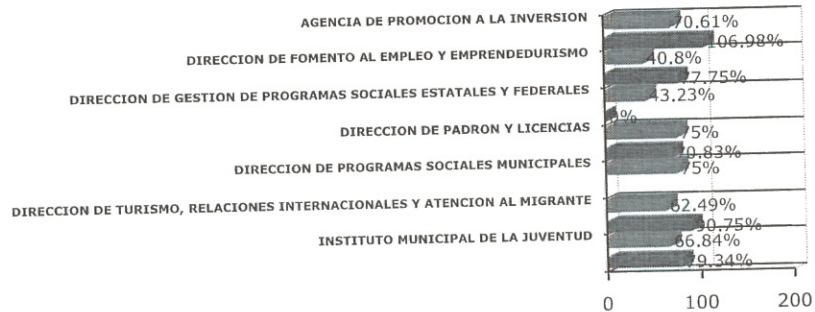 AGENCIA DE PROMOCION A LA INVERSION
70.61%
106.98%
DIRECCION DE FOMENTO AL EMPLEO Y EMPRENDEDURISMO
40.8%
77.75%
DIRECCION DE GESTION DE PROGRAMAS SOCIALES ESTATALES Y FEDERALES
43.23%
DIRECCION DE PADRON Y LICENCIAS
75%
70.83%
DIRECCION DE PROGRAMAS SOCIALES MUNICIPALES
75%
DIRECCION DE TURISMO, RELACIONES INTERNACIONALES Y ATENCION AL MIGRANTE
62.49%
90.75%
INSTITUTO MUNICIPAL DE LA JUVENTUD
66.84%
79.34%
0 100 200